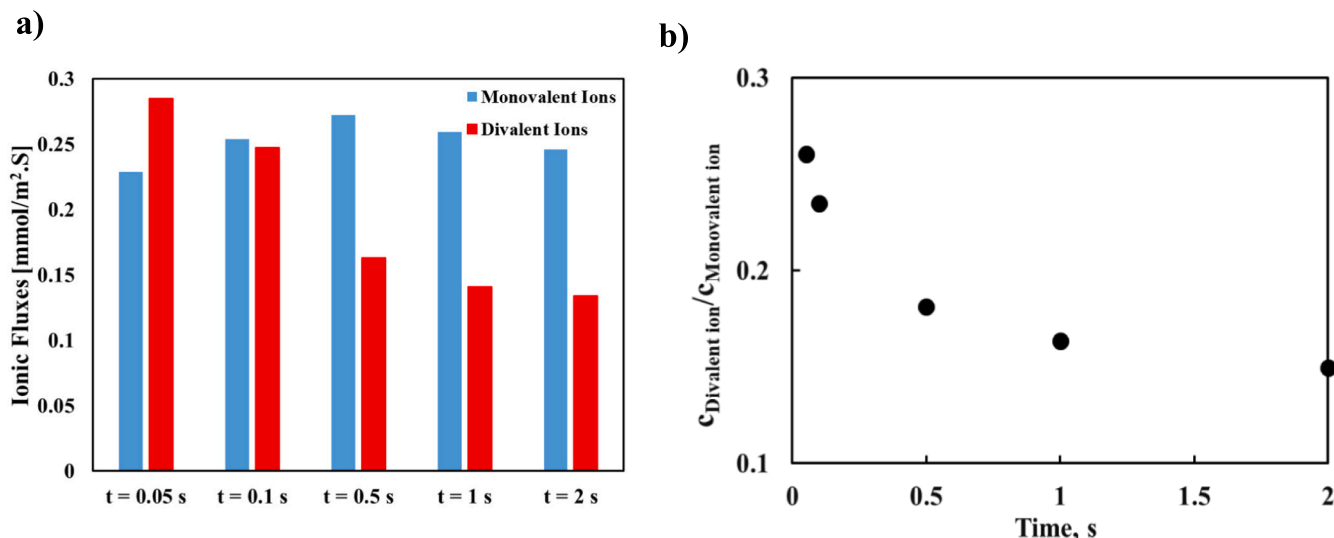 a)
Ionic Fluxes [mmol/m².S]
0.3
0.25
0.2
0.15
0.1
0.05
0
Monovalent Ions
Divalent Ions
t = 0.05 s
t = 0.1 s
t = 0.5 s
t = 1 s
t = 2 s
b)
cDivalent ion/cMonovalent ion
0.3
0.2
0.1
0
0.5
1
1.5
2
Time, s